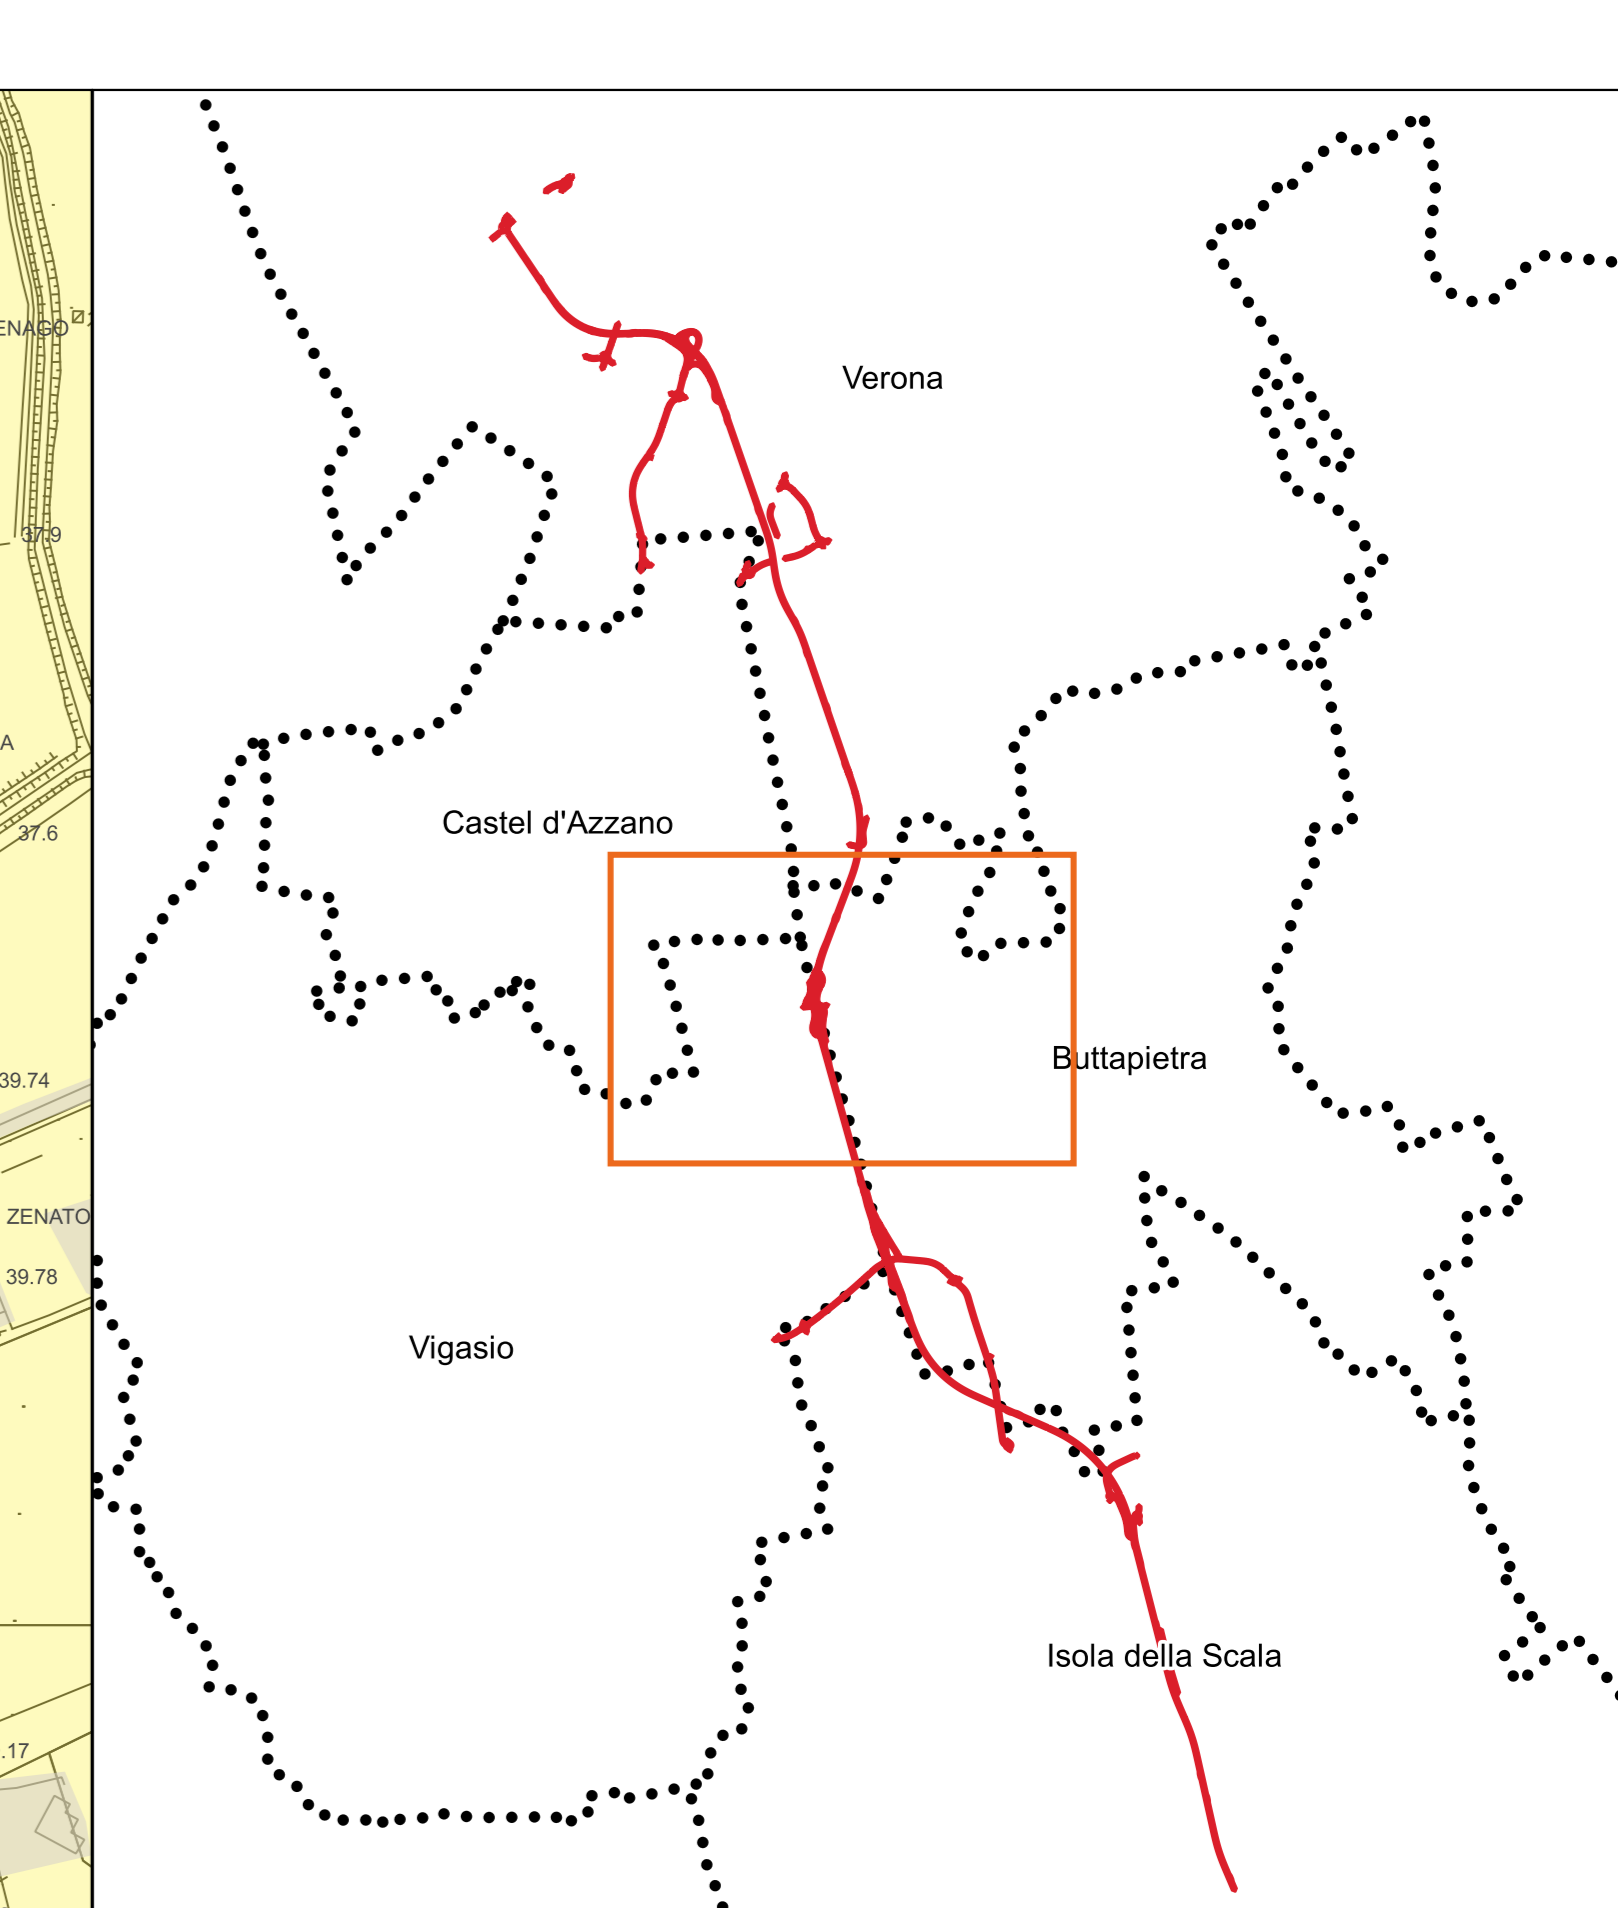 ENAGO
Verona
37.9
A
Castel d'Azzano
37.6
Buttapietra
39.74
ZENATO
39.78
Vigasio
Isola della Scala
.17